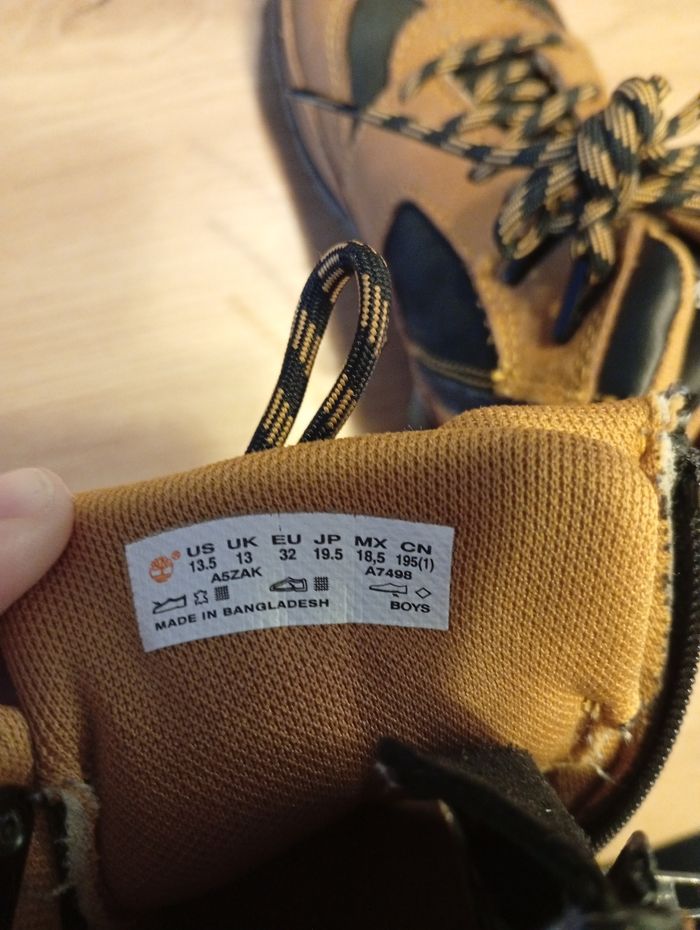 ® US UK EU JP MX CN
13.5 13 32 19.5 18,5 195(1)
A5ZAK A7498
MADE IN BANGLADESH BOYS